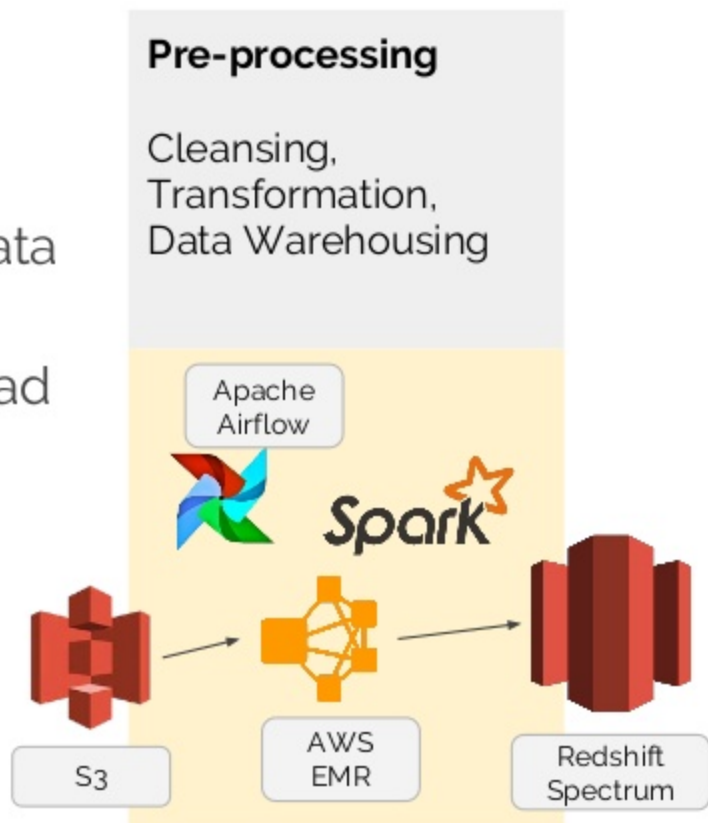 Pre-processing
Cleansing,
Transformation,
Data Warehousing
ata
ad
Apache
Airflow
Spark
S3
AWS
EMR
Redshift
Spectrum